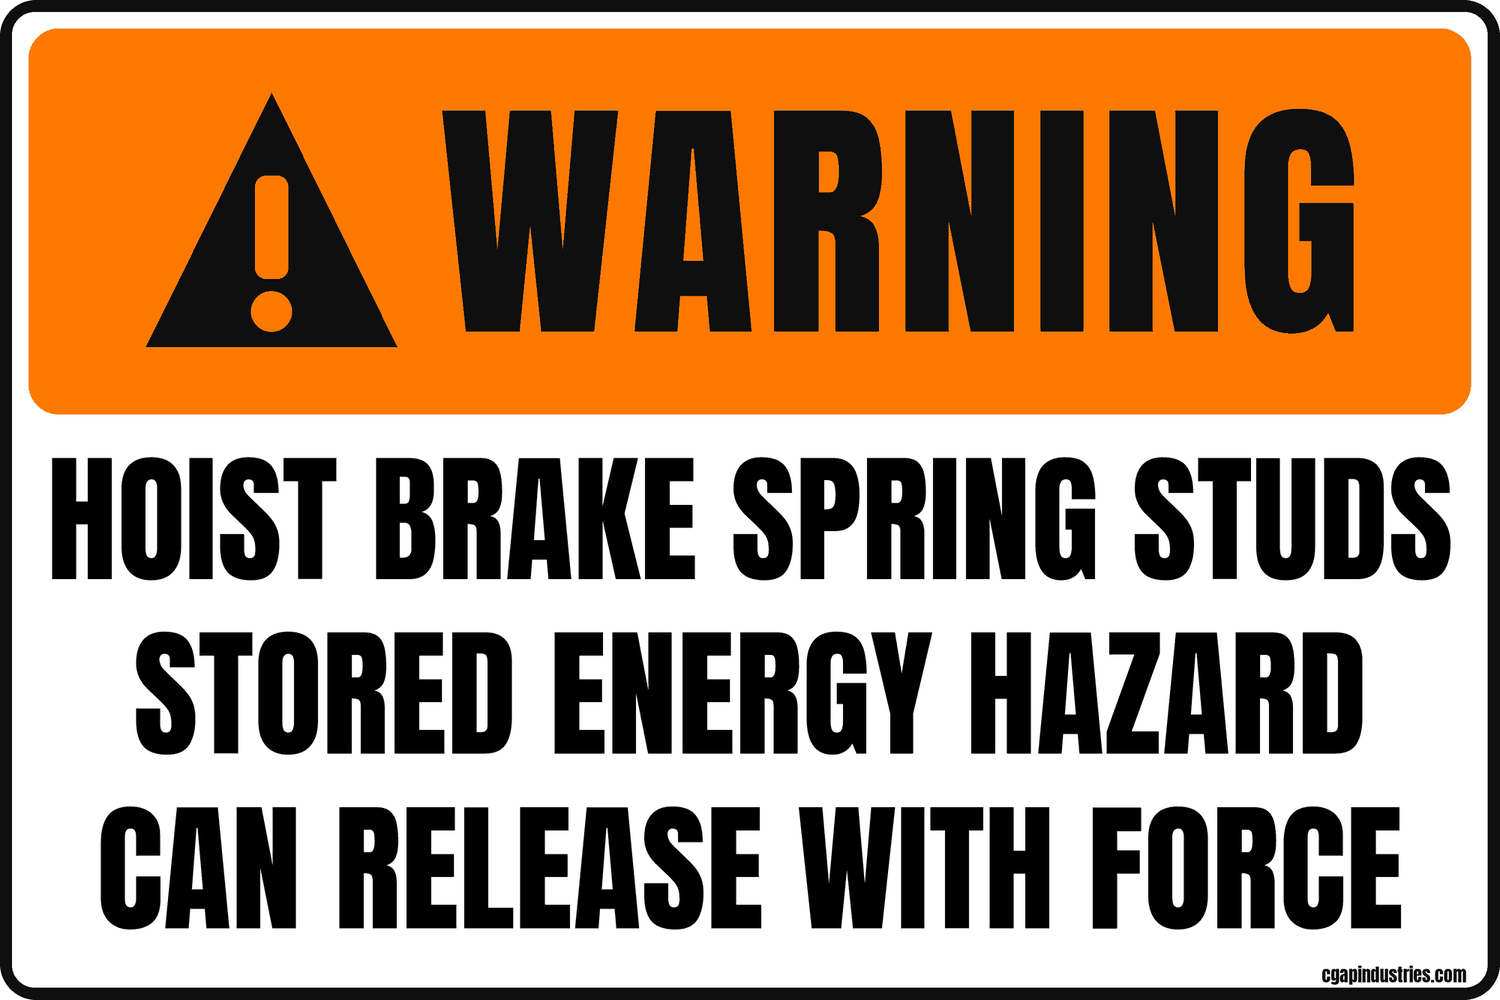 WARNING
HOIST BRAKE SPRING STUDS
STORED ENERGY HAZARD
CAN RELEASE WITH FORCE
cgapindustries.com